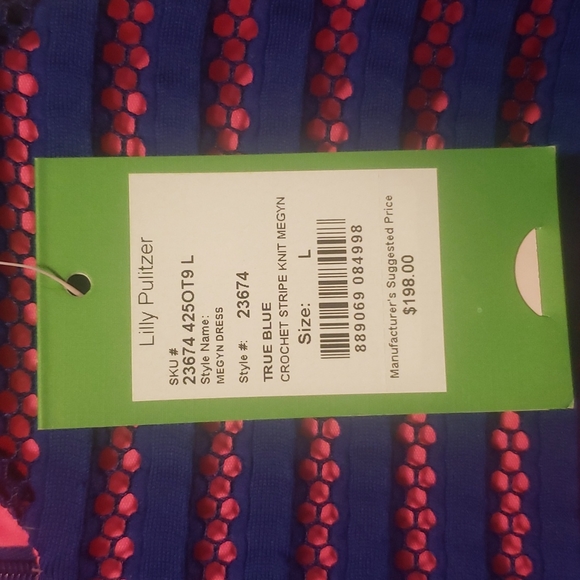 Lilly Pulitzer
SKU #
23674 425OT9 L
Style Name:
MEGYN DRESS
Style #: 23674
TRUE BLUE
CROCHET STRIPE KNIT MEGYN
Size: L
889069 084998
Manufacturer's Suggested Price
$198.00